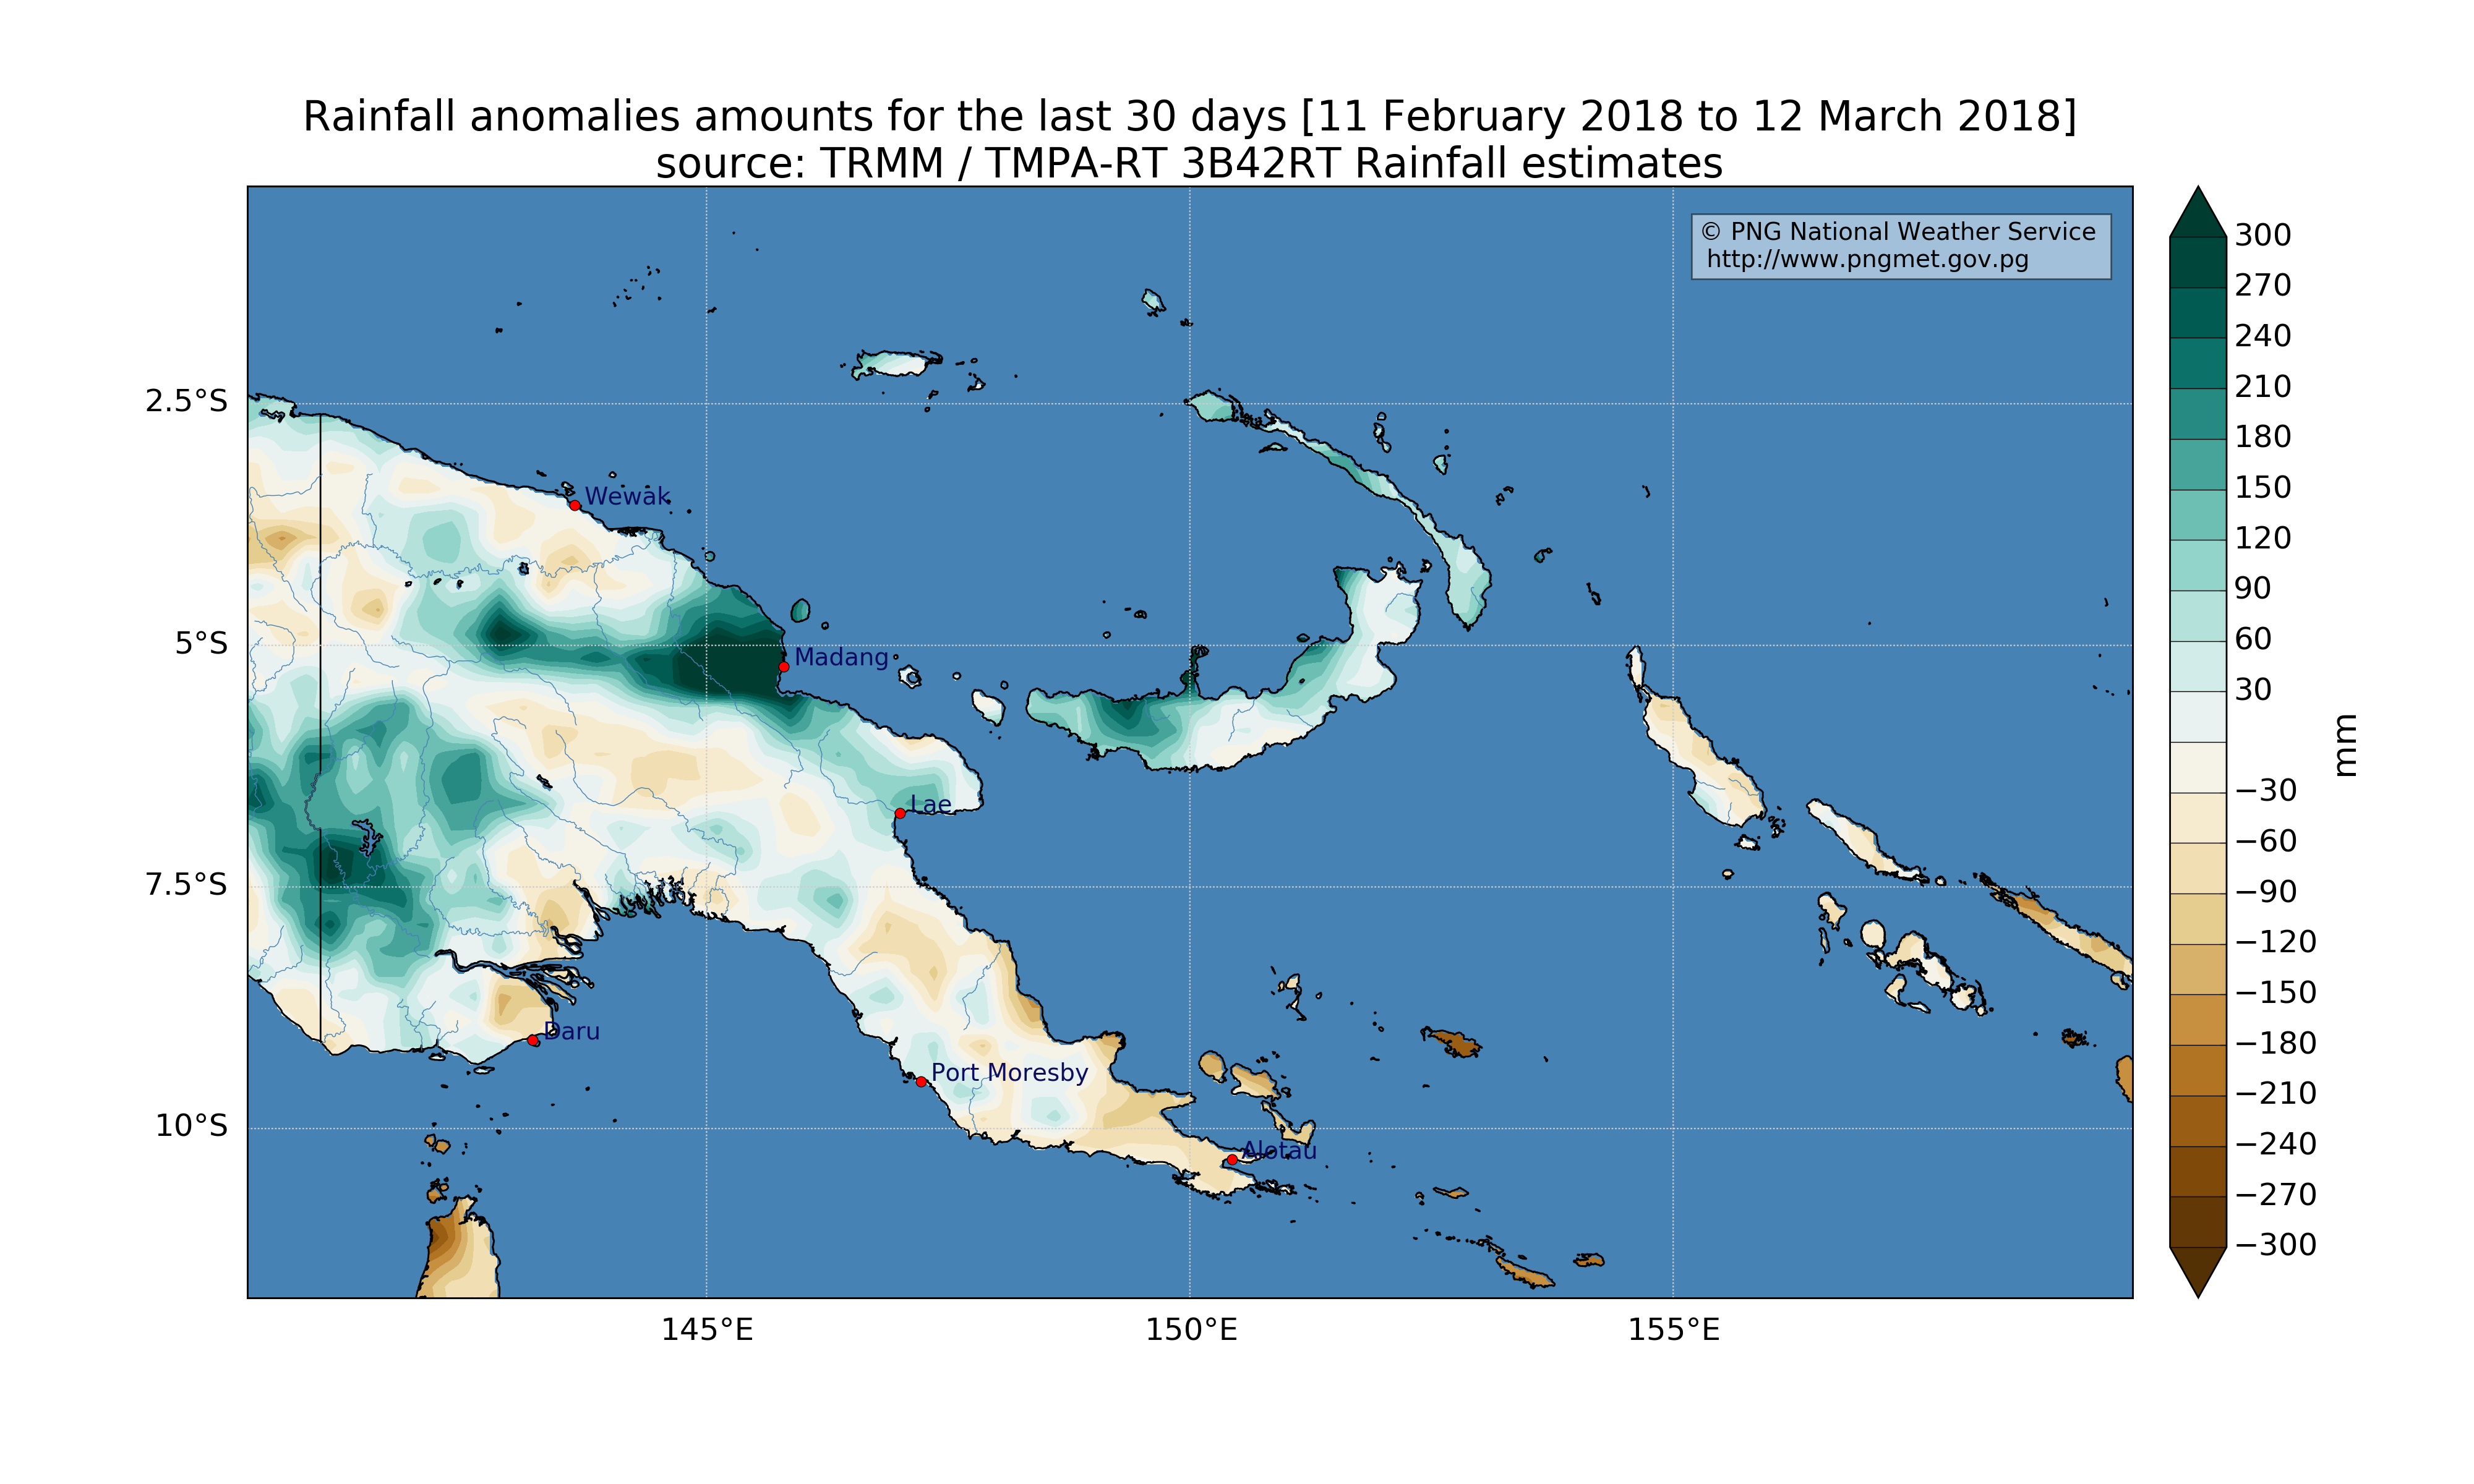 Rainfall anomalies amounts for the last 30 days [11 February 2018 to 12 March 2018]
source: TRMM / TMPA-RT 3B42RT Rainfall estimates
© PNG National Weather Service
http://www.pngmet.gov.pg
2.5°S
5°S
7.5°S
10°S
Wewak
Madang
Lae
Daru
Port Moresby
Alotau
145°E
150°E
155°E
300
270
240
210
180
150
120
90
60
30
−30
−60
−90
−120
−150
−180
−210
−240
−270
−300
mm